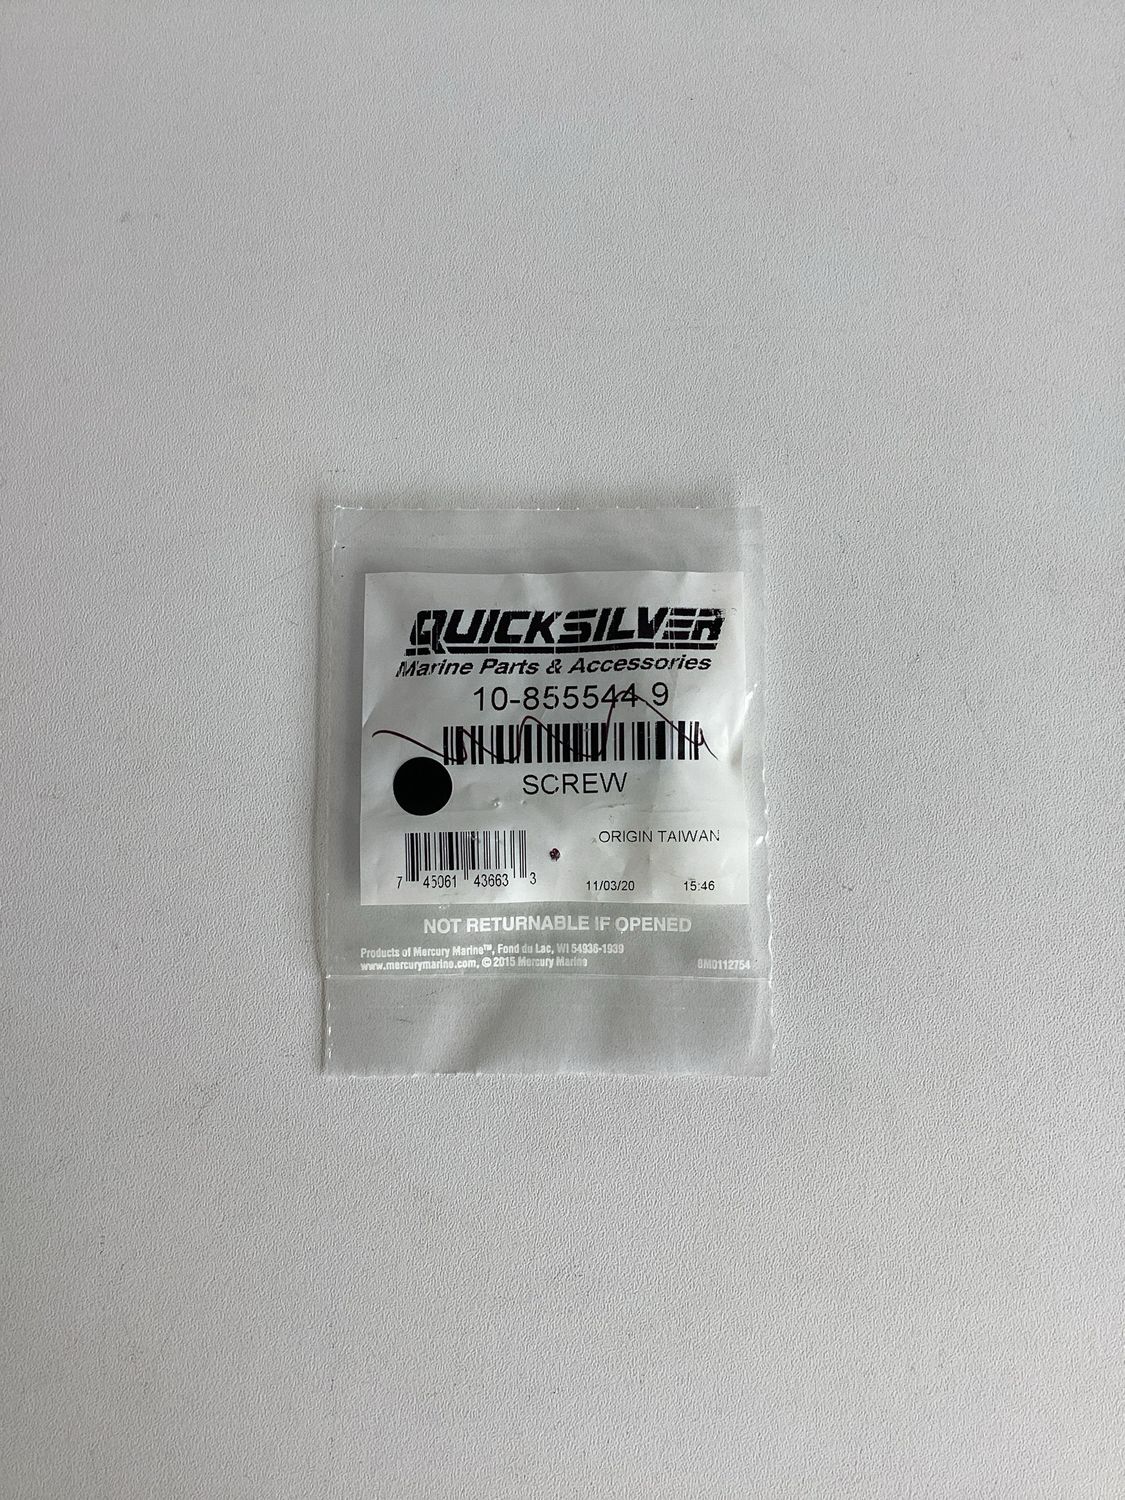 QUICKSILVER
Marine Parts & Accessories
10-855544 9
SCREW
ORIGIN TAIWAN
7 45061 43663 3
11/03/20 15:46
NOT RETURNABLE IF OPENED
Products of Mercury Marine™, Fond du Lac, WI 54936-1939
www.mercurymarine.com, © 2015 Mercury Marine
8M0112754